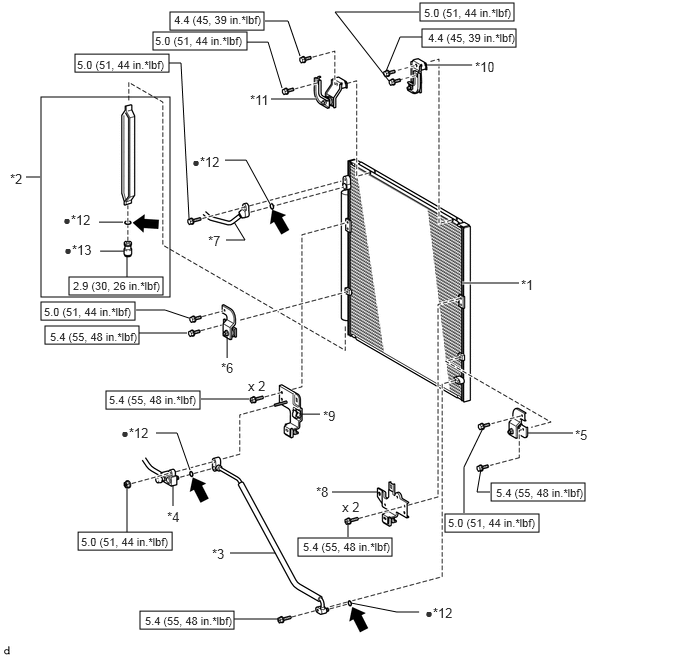 4.4 (45, 39 in.*lbf)
5.0 (51, 44 in.*lbf)
5.0 (51, 44 in.*lbf)
4.4 (45, 39 in.*lbf)
5.0 (51, 44 in.*lbf)
*10
*11
*12
*2
*12
*7
*13
2.9 (30, 26 in.*lbf)
*1
5.0 (51, 44 in.*lbf)
5.4 (55, 48 in.*lbf)
*6
x 2
5.4 (55, 48 in.*lbf)
*9
*12
*5
*8
5.4 (55, 48 in.*lbf)
x 2
*4
5.0 (51, 44 in.*lbf)
5.0 (51, 44 in.*lbf)
5.4 (55, 48 in.*lbf)
*3
*12
5.4 (55, 48 in.*lbf)
d